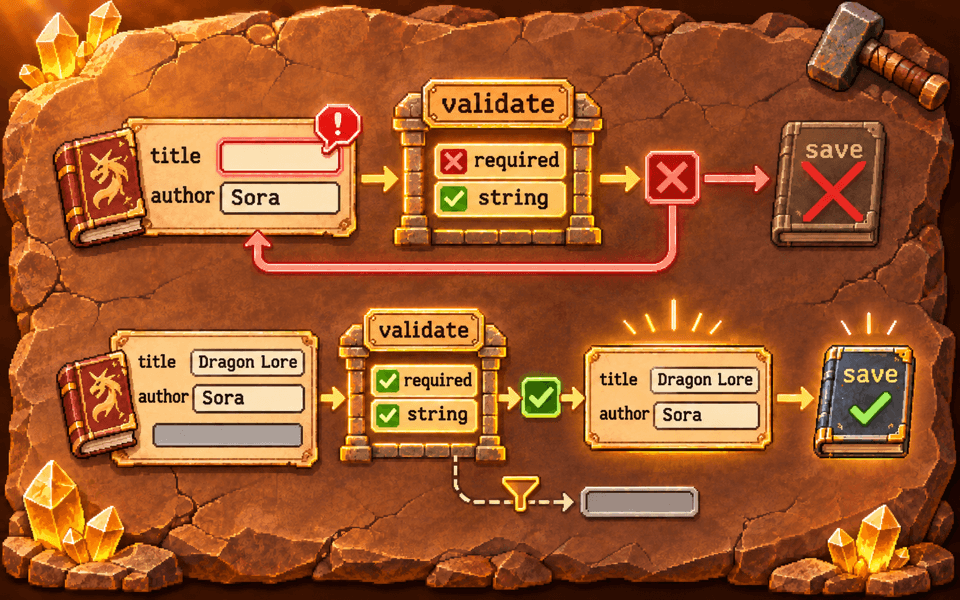 validate
title
required
author Sora
string
save
validate
title Dragon Lore
required
author Sora
string
title Dragon Lore
author Sora
save